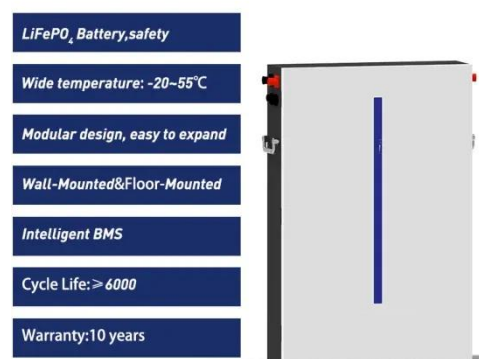 LiFePO₄ Battery,safety
Wide temperature: -20~55℃
Modular design, easy to expand
Wall-Mounted&Floor-Mounted
Intelligent BMS
Cycle Life:≥6000
Warranty:10 years